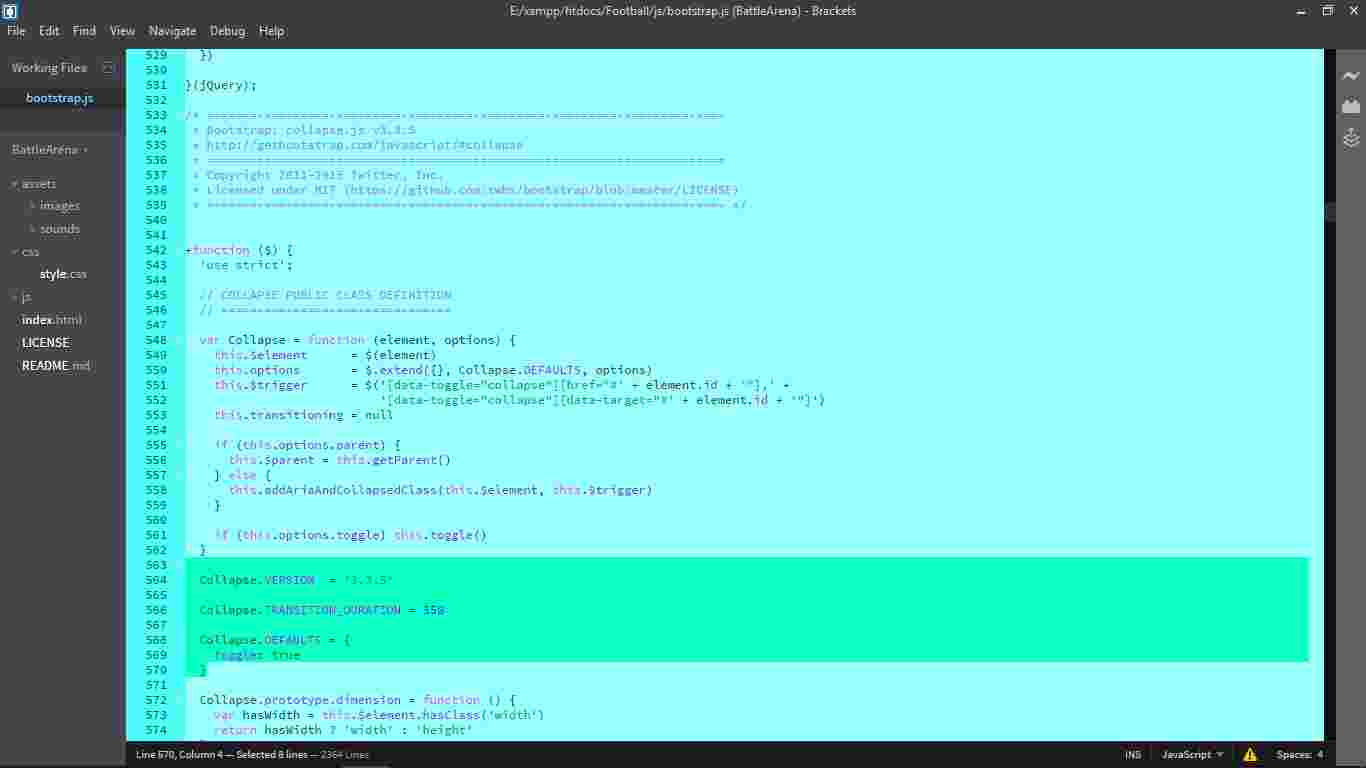 E:/xampp/htdocs/Football/js/bootstrap.js (BattleArena) - Brackets
File Edit Find View Navigate Debug Help
Working Files
bootstrap.js
BattleArena
assets
images
sounds
css
style.css
js
index.html
LICENSE
README.md
529 })
530
531 }(jQuery);
532
533 /* ========================================================================
534 * Bootstrap: collapse.js v3.3.5
535 * http://getbootstrap.com/javascript/#collapse
536 * ========================================================================
537 * Copyright 2011-2015 Twitter, Inc.
538 * Licensed under MIT (https://github.com/twbs/bootstrap/blob/master/LICENSE)
539 * ======================================================================== */
540
541
542 +function ($) {
543 'use strict';
544
545 // COLLAPSE PUBLIC CLASS DEFINITION
546 // ================================
547
548 var Collapse = function (element, options) {
549 this.$element = $(element)
550 this.options = $.extend({}, Collapse.DEFAULTS, options)
551 this.$trigger = $('[data-toggle="collapse"][href="#' + element.id + '"],' +
552 '[data-toggle="collapse"][data-target="#' + element.id + '"]')
553 this.transitioning = null
554
555 if (this.options.parent) {
556 this.$parent = this.getParent()
557 } else {
558 this.addAriaAndCollapsedClass(this.$element, this.$trigger)
559 }
560
561 if (this.options.toggle) this.toggle()
562 }
563
564 Collapse.VERSION = '3.3.5'
565
566 Collapse.TRANSITION_DURATION = 350
567
568 Collapse.DEFAULTS = {
569 toggle: true
570 }
571
572 Collapse.prototype.dimension = function () {
573 var hasWidth = this.$element.hasClass('width')
574 return hasWidth ? 'width' : 'height'
Line 570, Column 4 — Selected 8 lines — 2364 Lines
INS JavaScript Spaces: 4